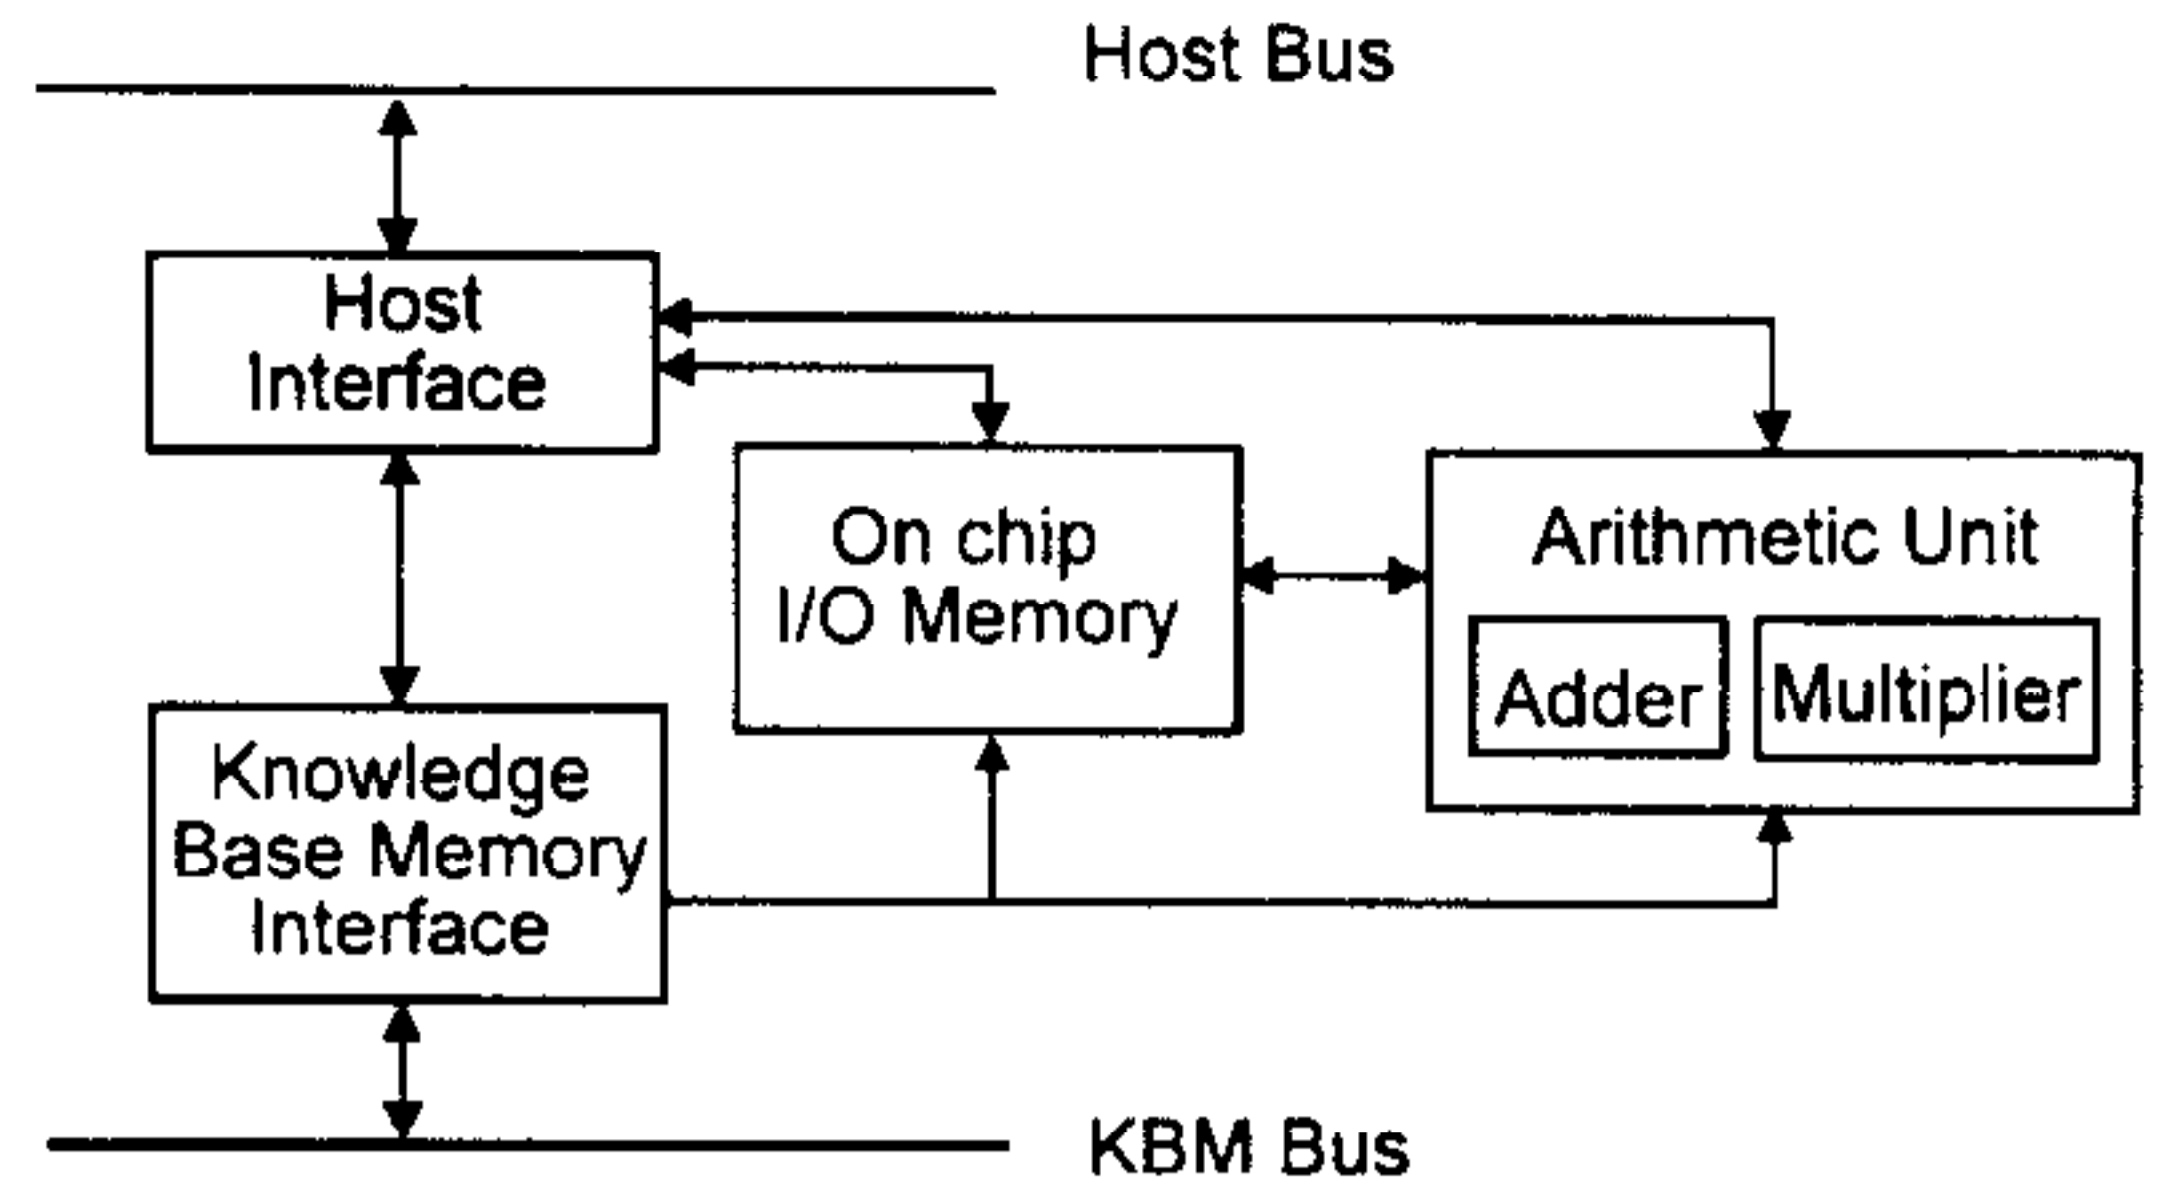 Host Bus
Host
Interface
On chip
I/O Memory
Arithmetic Unit
Adder
Multiplier
Knowledge
Base Memory
Interface
KBM Bus